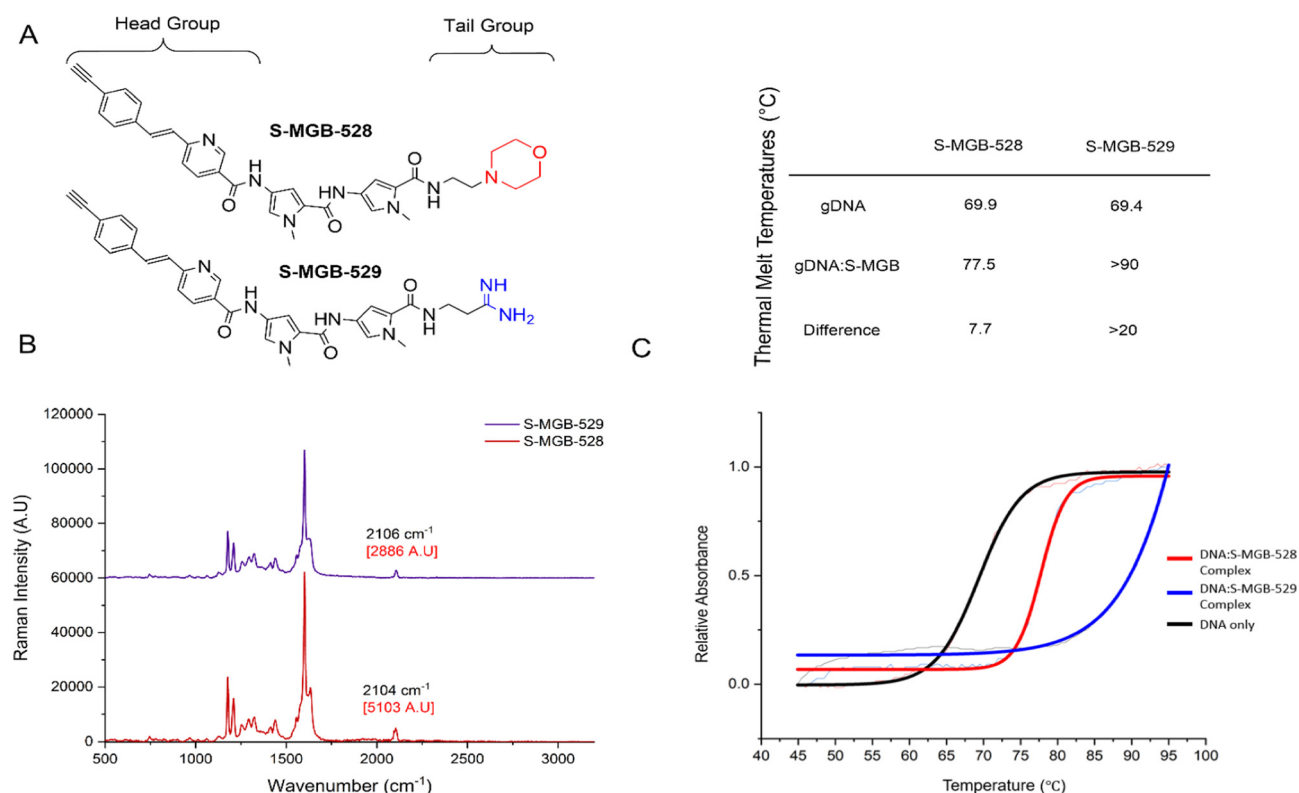 A
Head Group
Tail Group
S-MGB-528
N
O
H
N
O
H
N
O
N
H
N
O
N
N
S-MGB-529
N
O
H
N
O
H
N
O
N
H
NH
NH2
N
N
Thermal Melt Temperatures (°C)
S-MGB-528 S-MGB-529
gDNA 69.9 69.4
gDNA:S-MGB 77.5 >90
Difference 7.7 >20
B
120000
100000
80000
60000
40000
20000
0
Raman Intensity (A.U)
S-MGB-529
S-MGB-528
2106 cm-1
[2886 A.U]
2104 cm-1
[5103 A.U]
500 1000 1500 2000 2500 3000
Wavenumber (cm-1)
C
1.0
0.5
0.0
Relative Absorbance
DNA:S-MGB-528
Complex
DNA:S-MGB-529
Complex
DNA only
40 45 50 55 60 65 70 75 80 85 90 95 100
Temperature (°C)